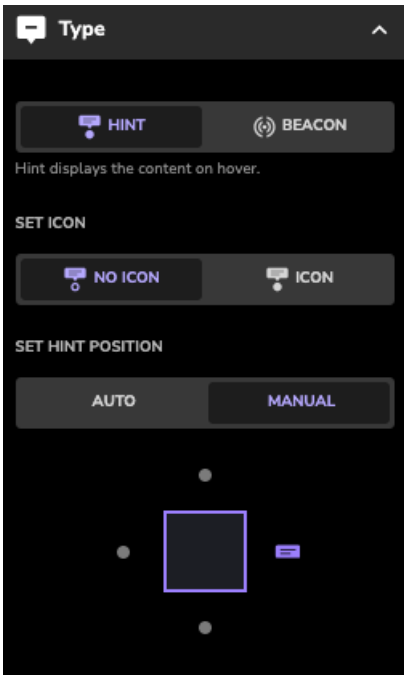 Type
HINT
BEACON
Hint displays the content on hover.
SET ICON
NO ICON
ICON
SET HINT POSITION
AUTO
MANUAL